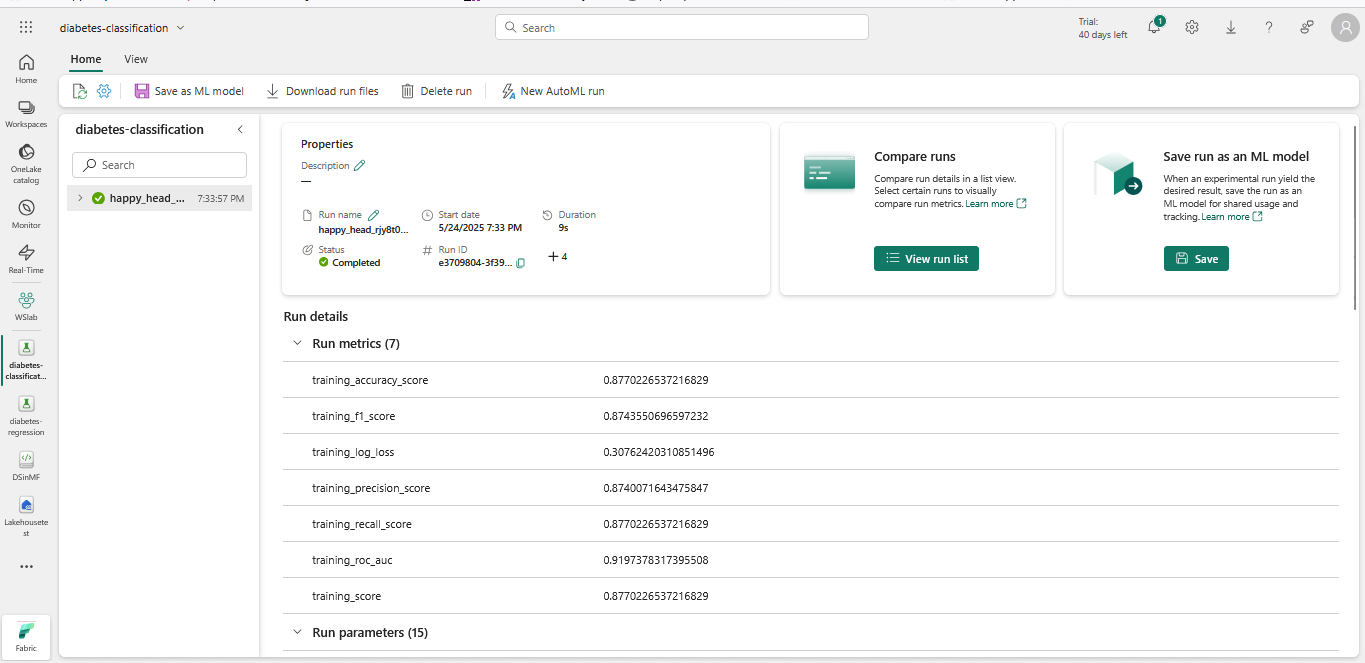 diabetes-classification
Search
Trial:
40 days left
1
Home
View
Save as ML model
Download run files
Delete run
New AutoML run
Home
Workspaces
OneLake
catalog
Monitor
Real-Time
WSlab
diabetes-
classificat...
diabetes-
regression
DSinMF
Lakehousete
st
Fabric
diabetes-classification
Search
happy_head_... 7:33:57 PM
Properties
Description
—
Run name
happy_head_rjy8t0...
Start date
5/24/2025 7:33 PM
Duration
9s
Status
Completed
Run ID
e3709804-3f39...
+ 4
Compare runs
Compare run details in a list view.
Select certain runs to visually
compare run metrics. Learn more
View run list
Save run as an ML model
When an experimental run yield the
desired result, save the run as an
ML model for shared usage and
tracking. Learn more
Save
Run details
Run metrics (7)
training_accuracy_score 0.8770226537216829
training_f1_score 0.8743550696597232
training_log_loss 0.30762420310851496
training_precision_score 0.8740071643475847
training_recall_score 0.8770226537216829
training_roc_auc 0.9197378317395508
training_score 0.8770226537216829
Run parameters (15)